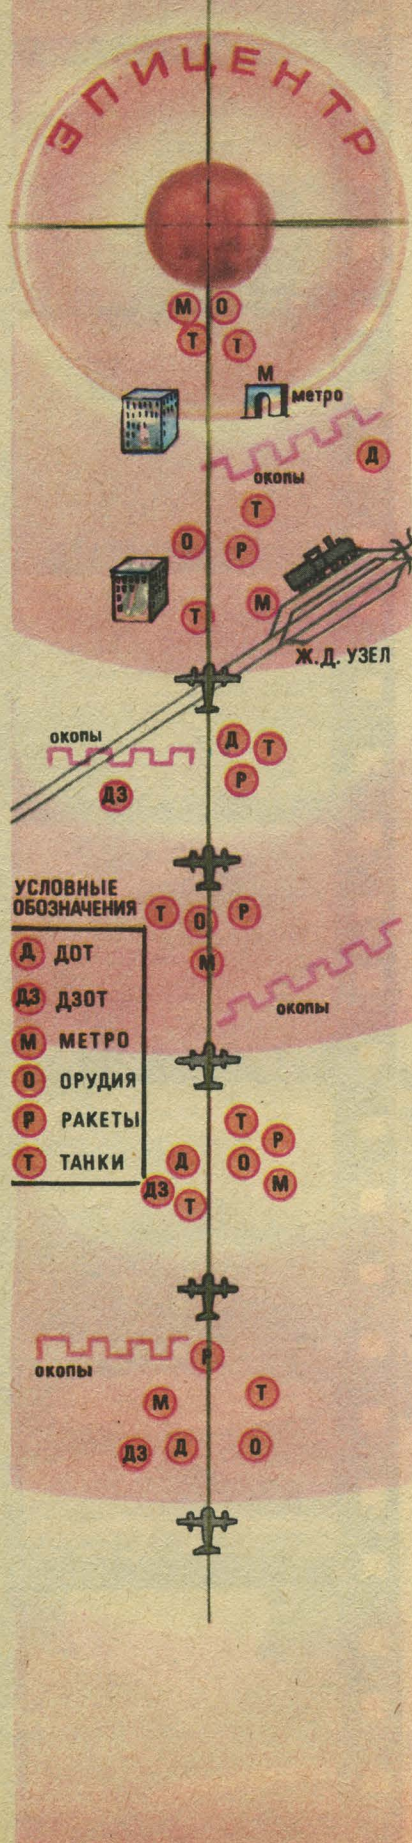 ЭПИЦЕНТР
М О
Т Т
М
метро
Д
окопы
Т
О Р
М
Т
Ж.Д. УЗЕЛ
окопы
Д Т
Р
ДЗ
УСЛОВНЫЕ
ОБОЗНАЧЕНИЯ
Т О Р
М
окопы
Д ДОТ
ДЗ ДЗОТ
М МЕТРО
О ОРУДИЯ
Р РАКЕТЫ
Т ТАНКИ
Т
Р
Д О
ДЗ М
Т
Р
окопы
Т
М
ДЗ Д О